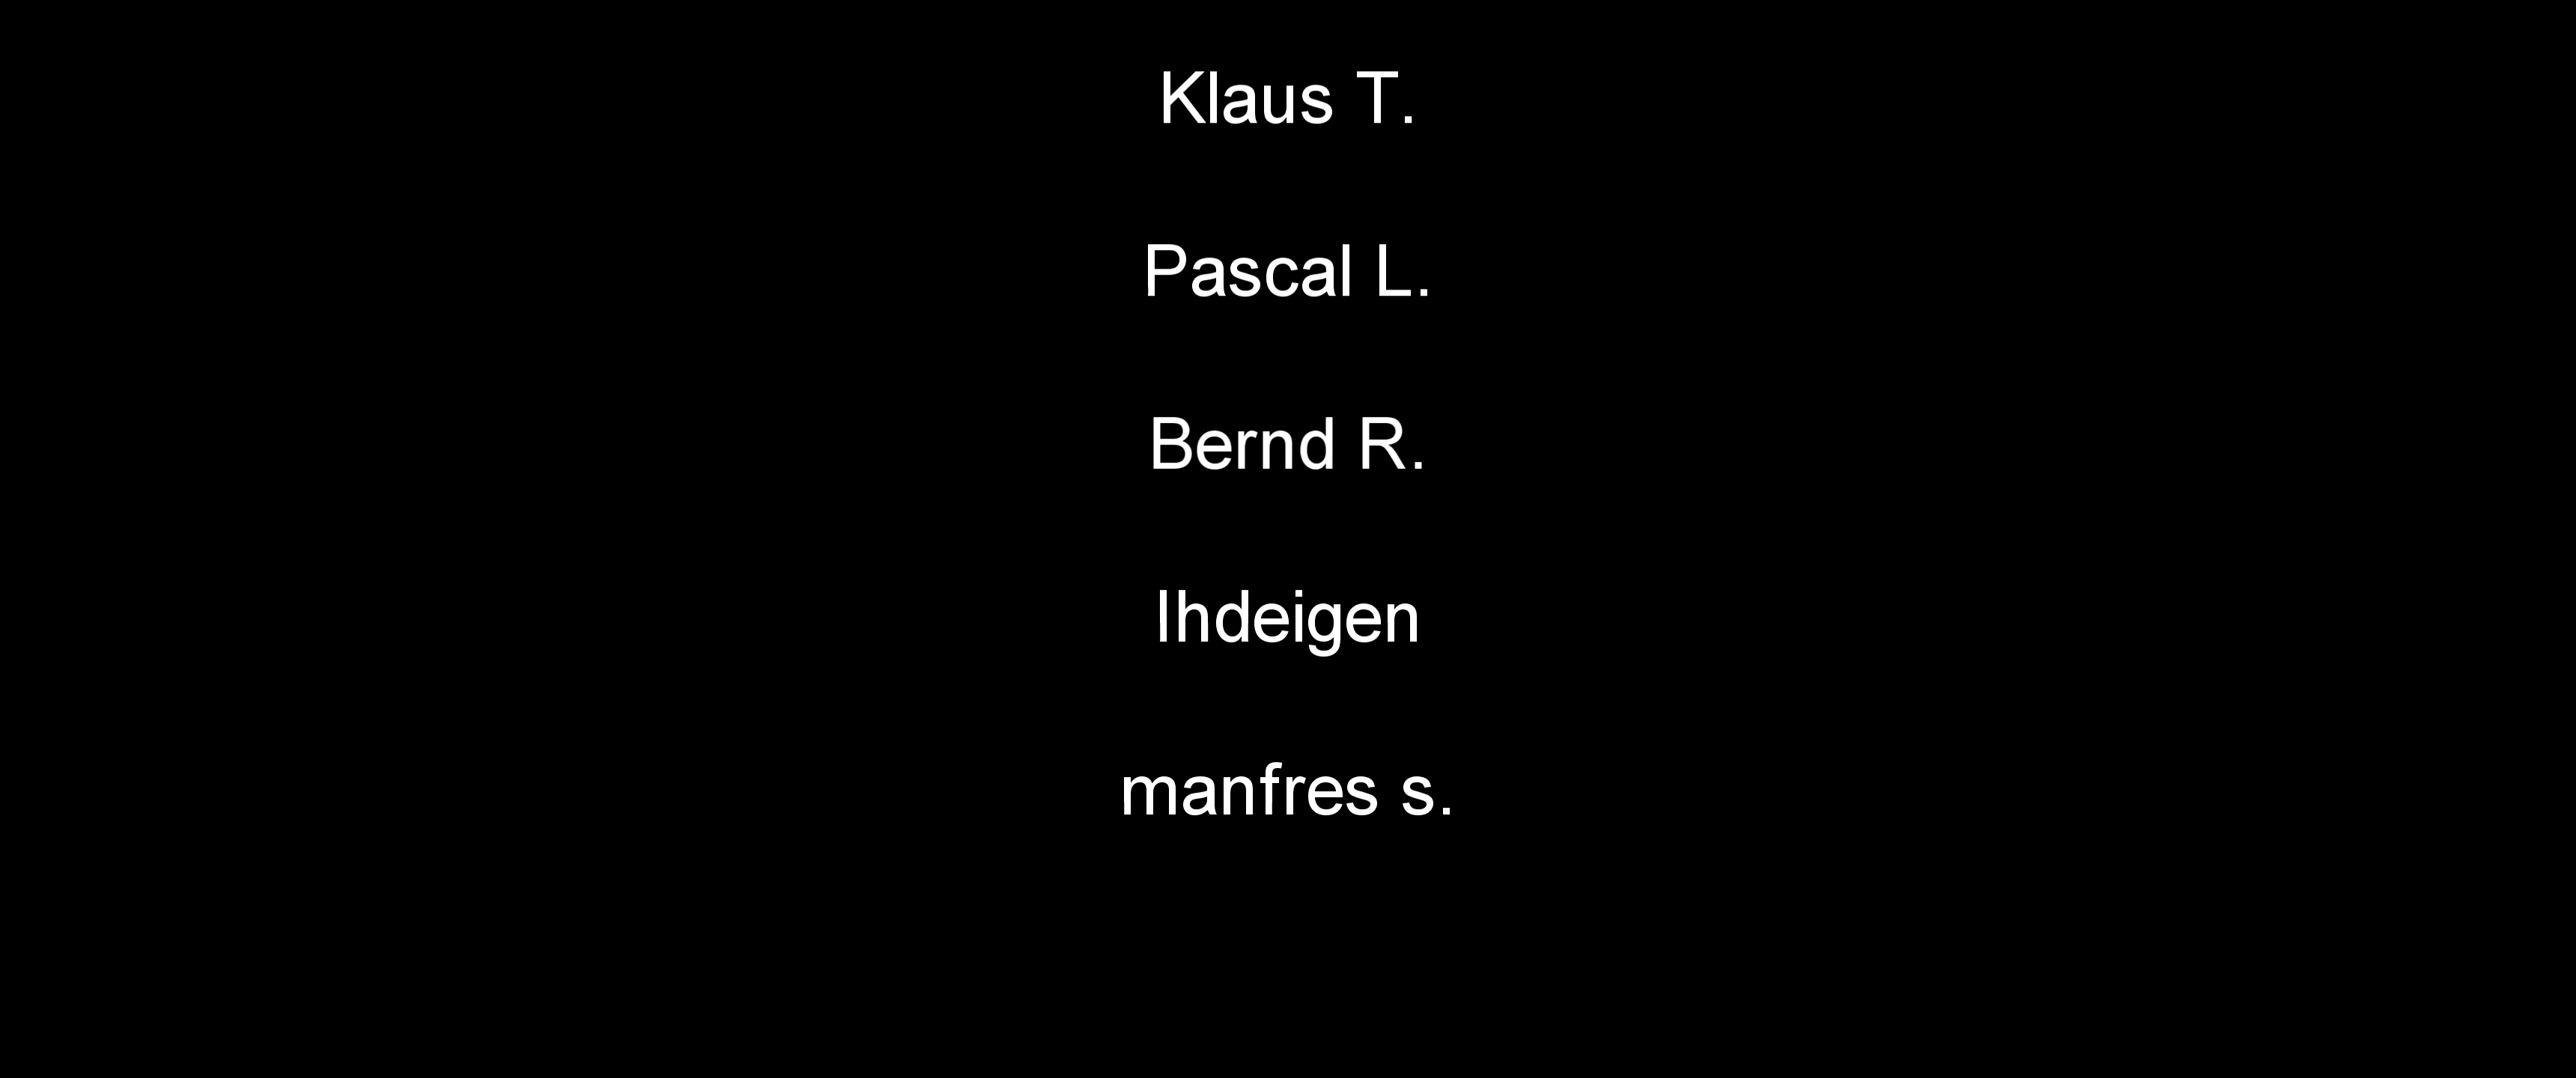 Klaus T.
Pascal L.
Bernd R.
Ihdeigen
manfres s.